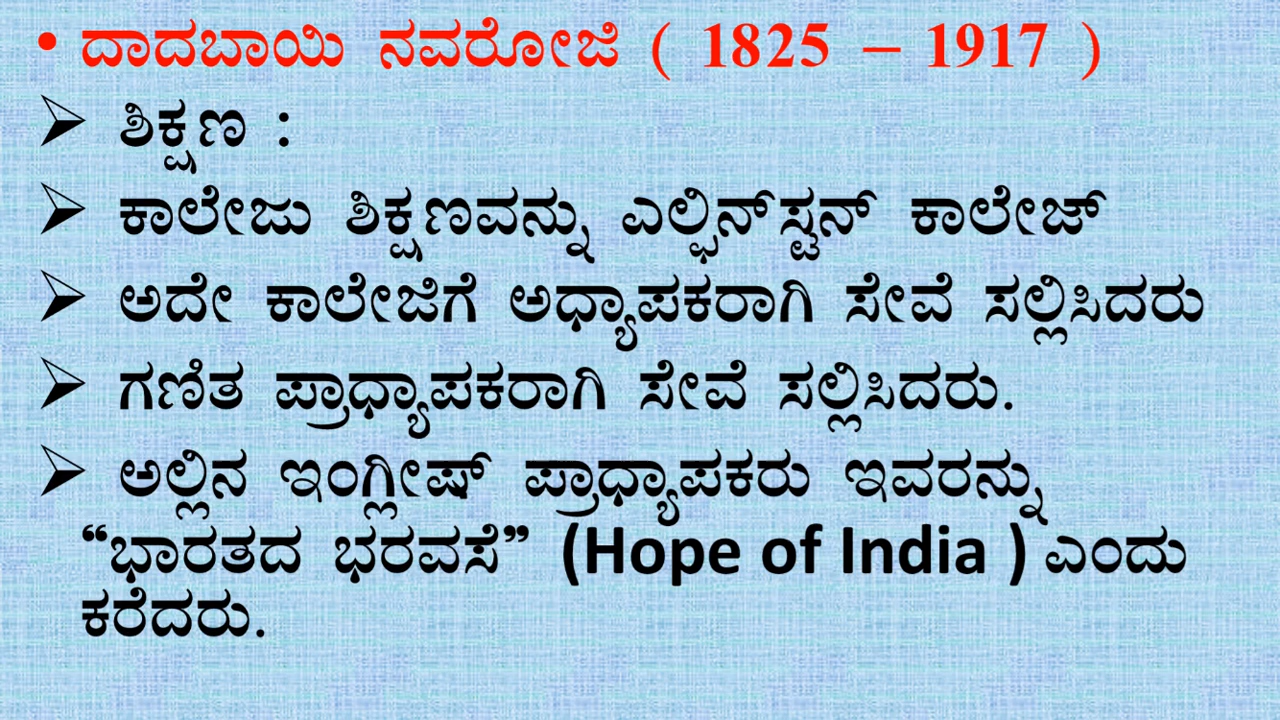 • ದಾದಬಾಯಿ ನವರೋಜಿ ( 1825 – 1917 )
➢ ಶಿಕ್ಷಣ :
➢ ಕಾಲೇಜು ಶಿಕ್ಷಣವನ್ನು ಎಲ್ಫಿನ್‌ಸ್ಟನ್ ಕಾಲೇಜ್
➢ ಅದೇ ಕಾಲೇಜಿಗೆ ಅಧ್ಯಾಪಕರಾಗಿ ಸೇವೆ ಸಲ್ಲಿಸಿದರು
➢ ಗಣಿತ ಪ್ರಾಧ್ಯಾಪಕರಾಗಿ ಸೇವೆ ಸಲ್ಲಿಸಿದರು.
➢ ಅಲ್ಲಿನ ಇಂಗ್ಲೀಷ್ ಪ್ರಾಧ್ಯಾಪಕರು ಇವರನ್ನು
“ಭಾರತದ ಭರವಸೆ” (Hope of India ) ಎಂದು
ಕರೆದರು.